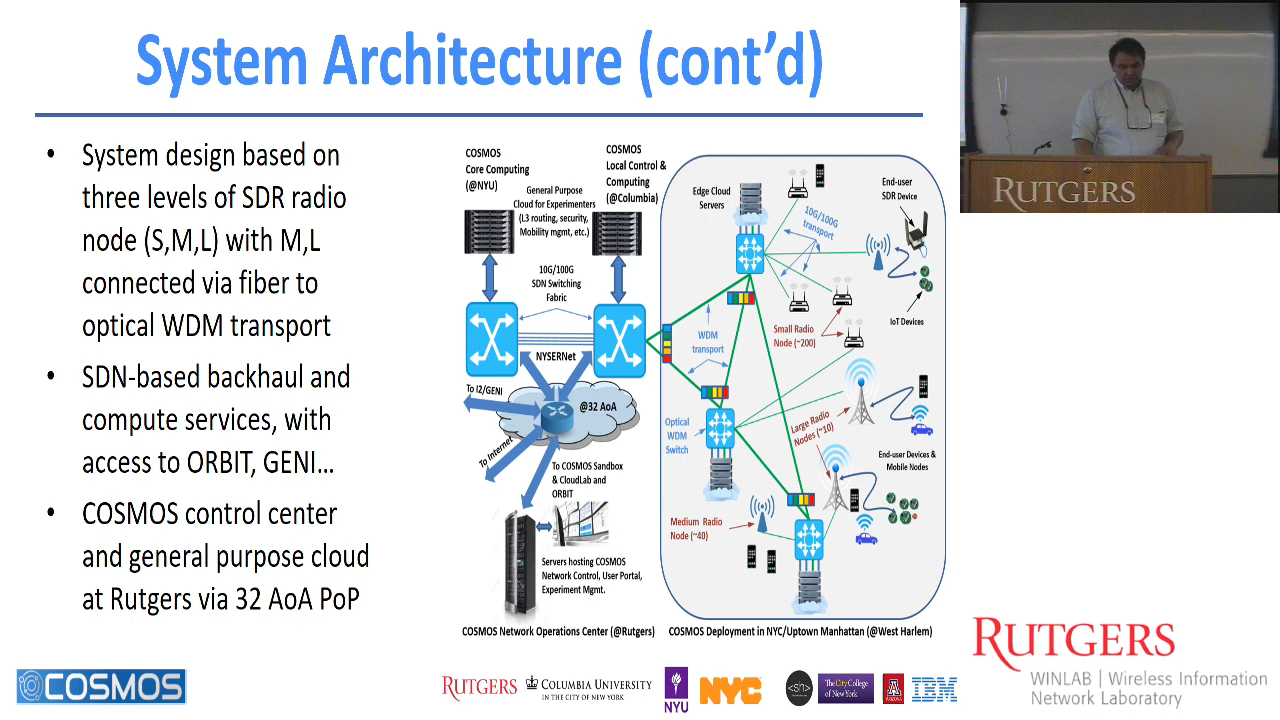 System Architecture (cont’d)
• System design based on
three levels of SDR radio
node (S,M,L) with M,L
connected via fiber to
optical WDM transport
• SDN-based backhaul and
compute services, with
access to ORBIT, GENI...
• COSMOS control center
and general purpose cloud
at Rutgers via 32 AoA PoP
COSMOS
Core Computing
(@NYU)
General Purpose
Cloud for Experimenters
(L3 routing, security,
Mobility mgmt, etc.)
COSMOS
Local Control &
Computing
(@Columbia)
10G/100G
SDN Switching
Fabric
NYSERNet
To I2/GENI
@32 AoA
To Internet
To COSMOS Sandbox
& CloudLab and
ORBIT
Servers hosting COSMOS
Network Control, User Portal,
Experiment Mgmt.
COSMOS Network Operations Center (@Rutgers)
Edge Cloud
Servers
10G/100G
transport
End-user
SDR Device
IoT Devices
Small Radio
Node (~200)
WDM
transport
Optical
WDM
Switch
Large Radio
Nodes (~10)
End-user Devices &
Mobile Nodes
Medium Radio
Node (~40)
COSMOS Deployment in NYC/Uptown Manhattan (@West Harlem)
RUTGERS
COSMOS
RUTGERS
COLUMBIA UNIVERSITY
IN THE CITY OF NEW YORK
NYU
NYC
<sh>
The City College
of New York
A
IBM
RUTGERS
WINLAB | Wireless Information
Network Laboratory